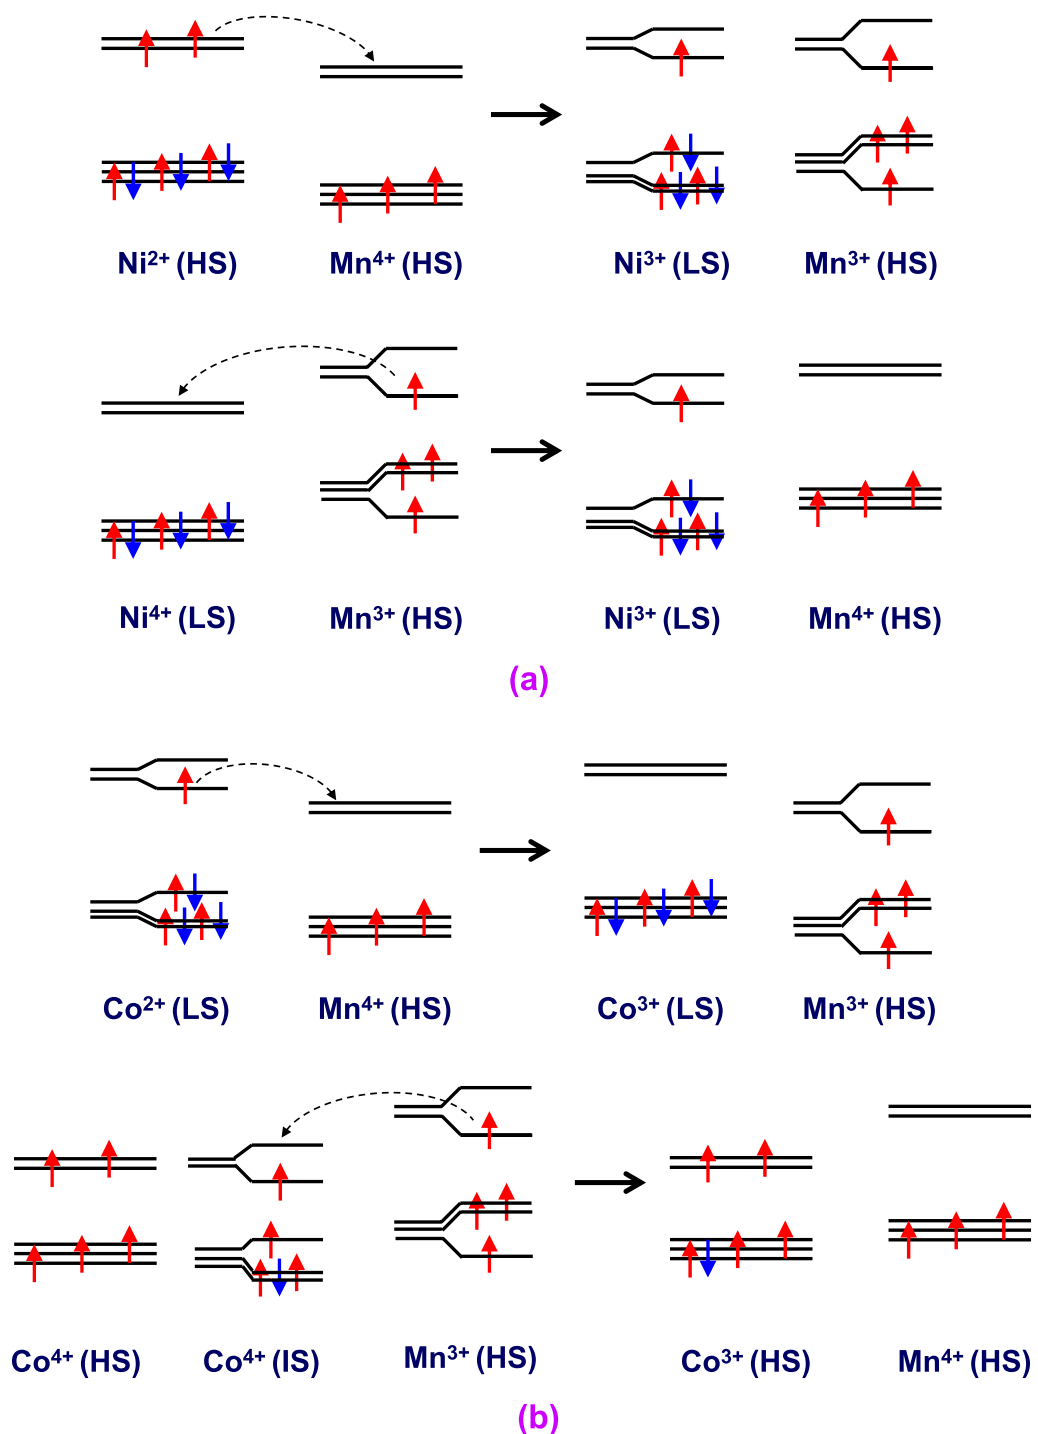 Ni²⁺ (HS) Mn⁴⁺ (HS) Ni³⁺ (LS) Mn³⁺ (HS)
Ni⁴⁺ (LS) Mn³⁺ (HS) Ni³⁺ (LS) Mn⁴⁺ (HS)
(a)
Co²⁺ (LS) Mn⁴⁺ (HS) Co³⁺ (LS) Mn³⁺ (HS)
Co⁴⁺ (HS) Co⁴⁺ (IS) Mn³⁺ (HS) Co³⁺ (HS) Mn⁴⁺ (HS)
(b)